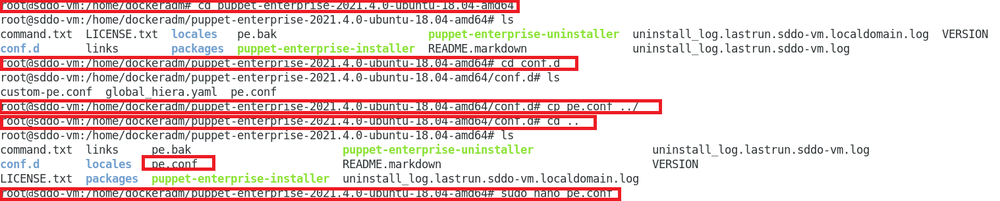 root@sddo-vm:/home/dockeradm# cd puppet-enterprise-2021.4.0-ubuntu-18.04-amd64
root@sddo-vm:/home/dockeradm/puppet-enterprise-2021.4.0-ubuntu-18.04-amd64# ls
command.txt  LICENSE.txt  locales   pe.bak                       puppet-enterprise-uninstaller  uninstall_log.lastrun.sddo-vm.localdomain.log  VERSION
conf.d       links        packages  puppet-enterprise-installer  README.markdown                uninstall_log.lastrun.sddo-vm.log
root@sddo-vm:/home/dockeradm/puppet-enterprise-2021.4.0-ubuntu-18.04-amd64# cd conf.d
root@sddo-vm:/home/dockeradm/puppet-enterprise-2021.4.0-ubuntu-18.04-amd64/conf.d# ls
custom-pe.conf  global_hiera.yaml  pe.conf
root@sddo-vm:/home/dockeradm/puppet-enterprise-2021.4.0-ubuntu-18.04-amd64/conf.d# cp pe.conf ../
root@sddo-vm:/home/dockeradm/puppet-enterprise-2021.4.0-ubuntu-18.04-amd64/conf.d# cd ..
root@sddo-vm:/home/dockeradm/puppet-enterprise-2021.4.0-ubuntu-18.04-amd64# ls
command.txt  links     pe.bak                       puppet-enterprise-uninstaller                  uninstall_log.lastrun.sddo-vm.log
conf.d       locales   pe.conf                      README.markdown                                VERSION
LICENSE.txt  packages  puppet-enterprise-installer  uninstall_log.lastrun.sddo-vm.localdomain.log
root@sddo-vm:/home/dockeradm/puppet-enterprise-2021.4.0-ubuntu-18.04-amd64# sudo nano pe.conf